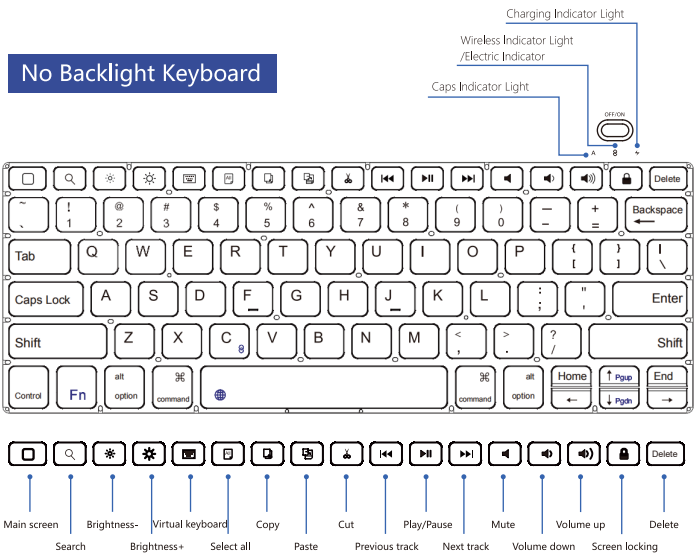 Charging Indicator Light
Wireless Indicator Light
/Electric Indicator
No Backlight Keyboard
Caps Indicator Light
OFF/ON
A
Delete
~ ! @ # $ % ^ & * ( ) — + Backspace
、 1 2 3 4 5 6 7 8 9 0 – = ←
Tab Q W E R T Y U I O P { } |
[ ] \
Caps Lock A S D F G H J K L : " Enter
; '
Shift Z X C V B N M < > ? Shift
, . /
Control Fn alt ⌘ ⌘ alt Home ↑ Pgup End
option command command option ← ↓ Pgdn →
A Delete
Main screen Brightness- Virtual keyboard Copy Cut Play/Pause Mute Volume up Delete
Search Brightness+ Select all Paste Previous track Next track Volume down Screen locking